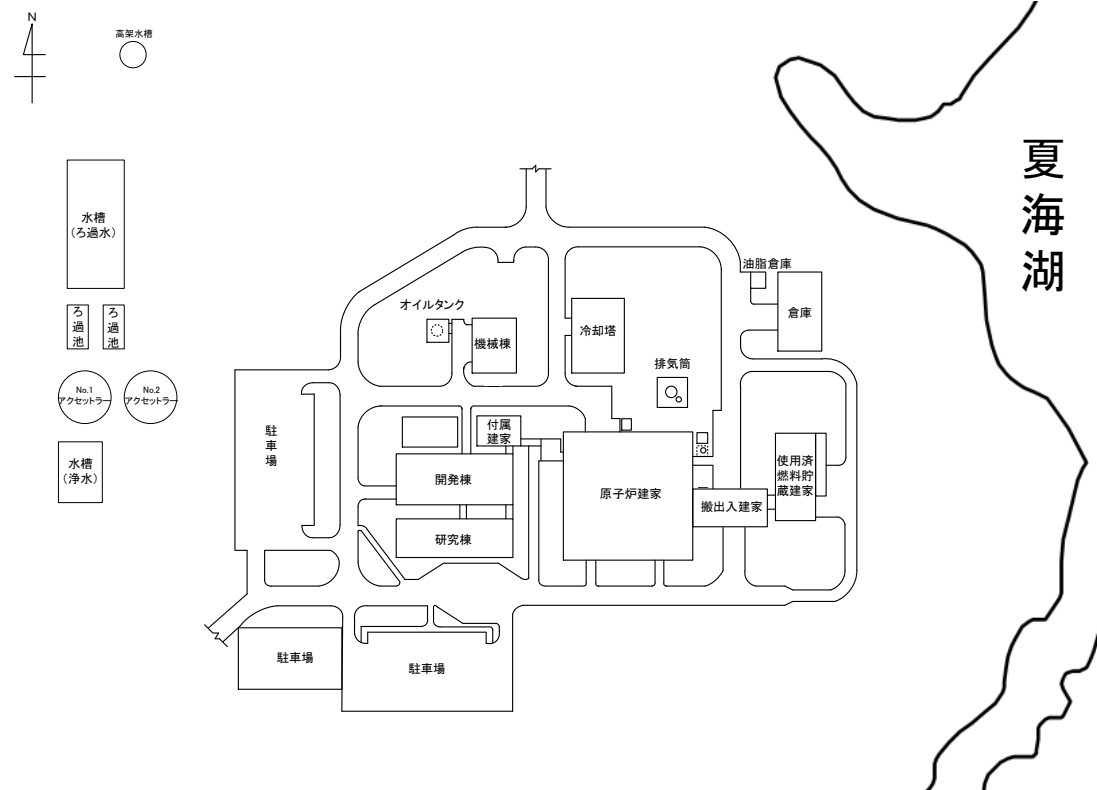 N
高架水槽
夏海湖
水槽
（ろ過水）
油脂倉庫
倉庫
ろ過池
ろ過池
オイルタンク
機械棟
冷却塔
排気筒
No.1
アクセットラー
No.2
アクセットラー
駐車場
付属
建家
水槽
（浄水）
開発棟
原子炉建家
使用済
燃料貯
蔵建家
搬出入建家
研究棟
駐車場
駐車場